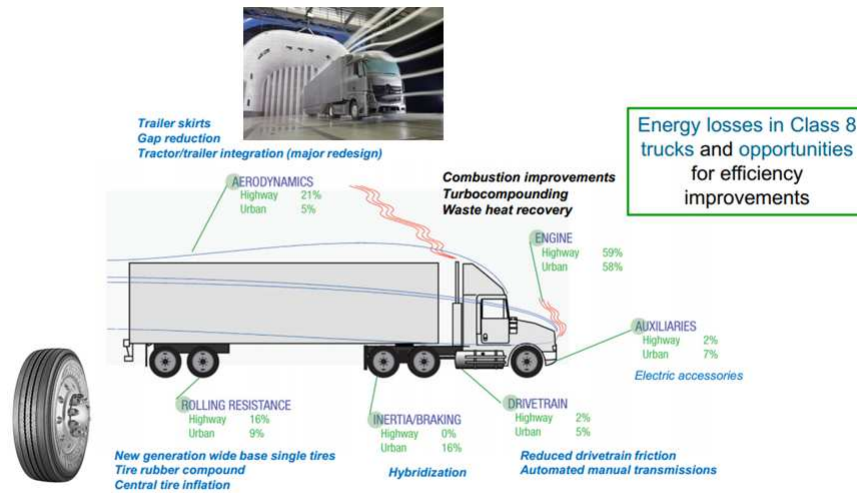 Trailer skirts
Gap reduction
Tractor/trailer integration (major redesign)
Energy losses in Class 8
trucks and opportunities
for efficiency
improvements
AERODYNAMICS
Highway 21%
Urban 5%
Combustion improvements
Turbocompounding
Waste heat recovery
ENGINE
Highway 59%
Urban 58%
AUXILIARIES
Highway 2%
Urban 7%
Electric accessories
ROLLING RESISTANCE
Highway 16%
Urban 9%
New generation wide base single tires
Tire rubber compound
Central tire inflation
INERTIA/BRAKING
Highway 0%
Urban 16%
Hybridization
DRIVETRAIN
Highway 2%
Urban 5%
Reduced drivetrain friction
Automated manual transmissions